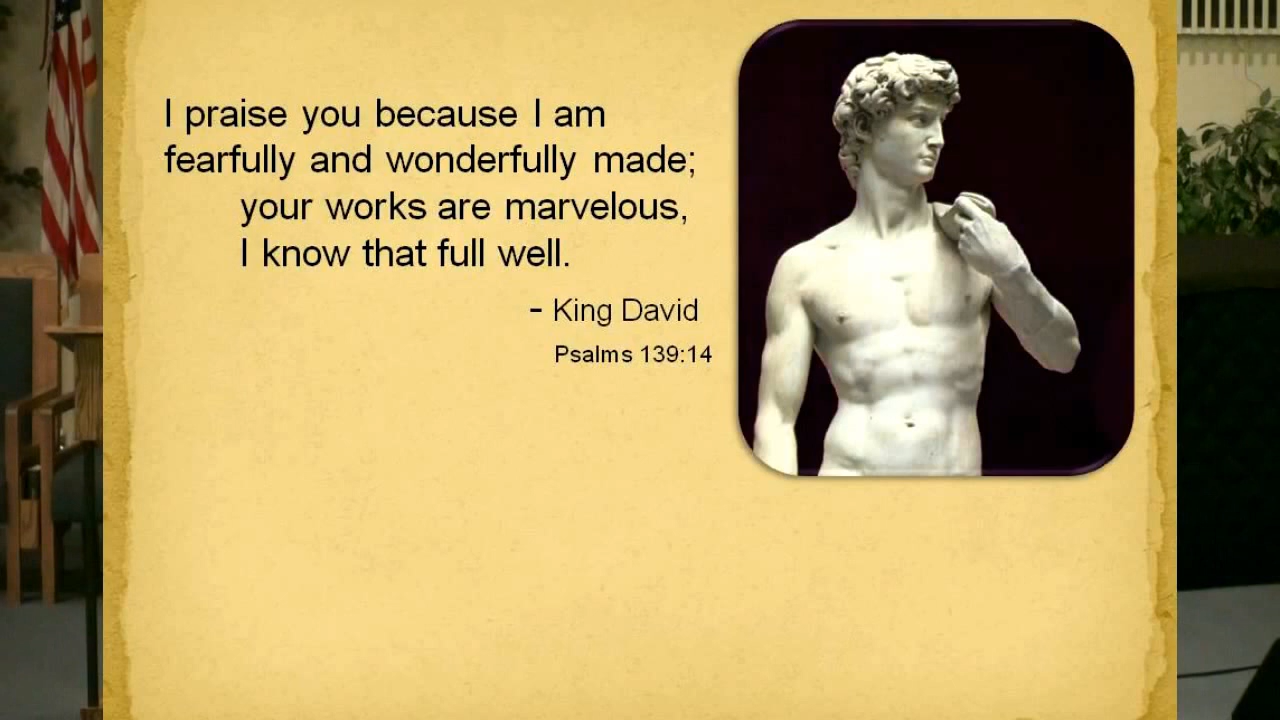 I praise you because I am
fearfully and wonderfully made;
your works are marvelous,
I know that full well.
- King David
Psalms 139:14